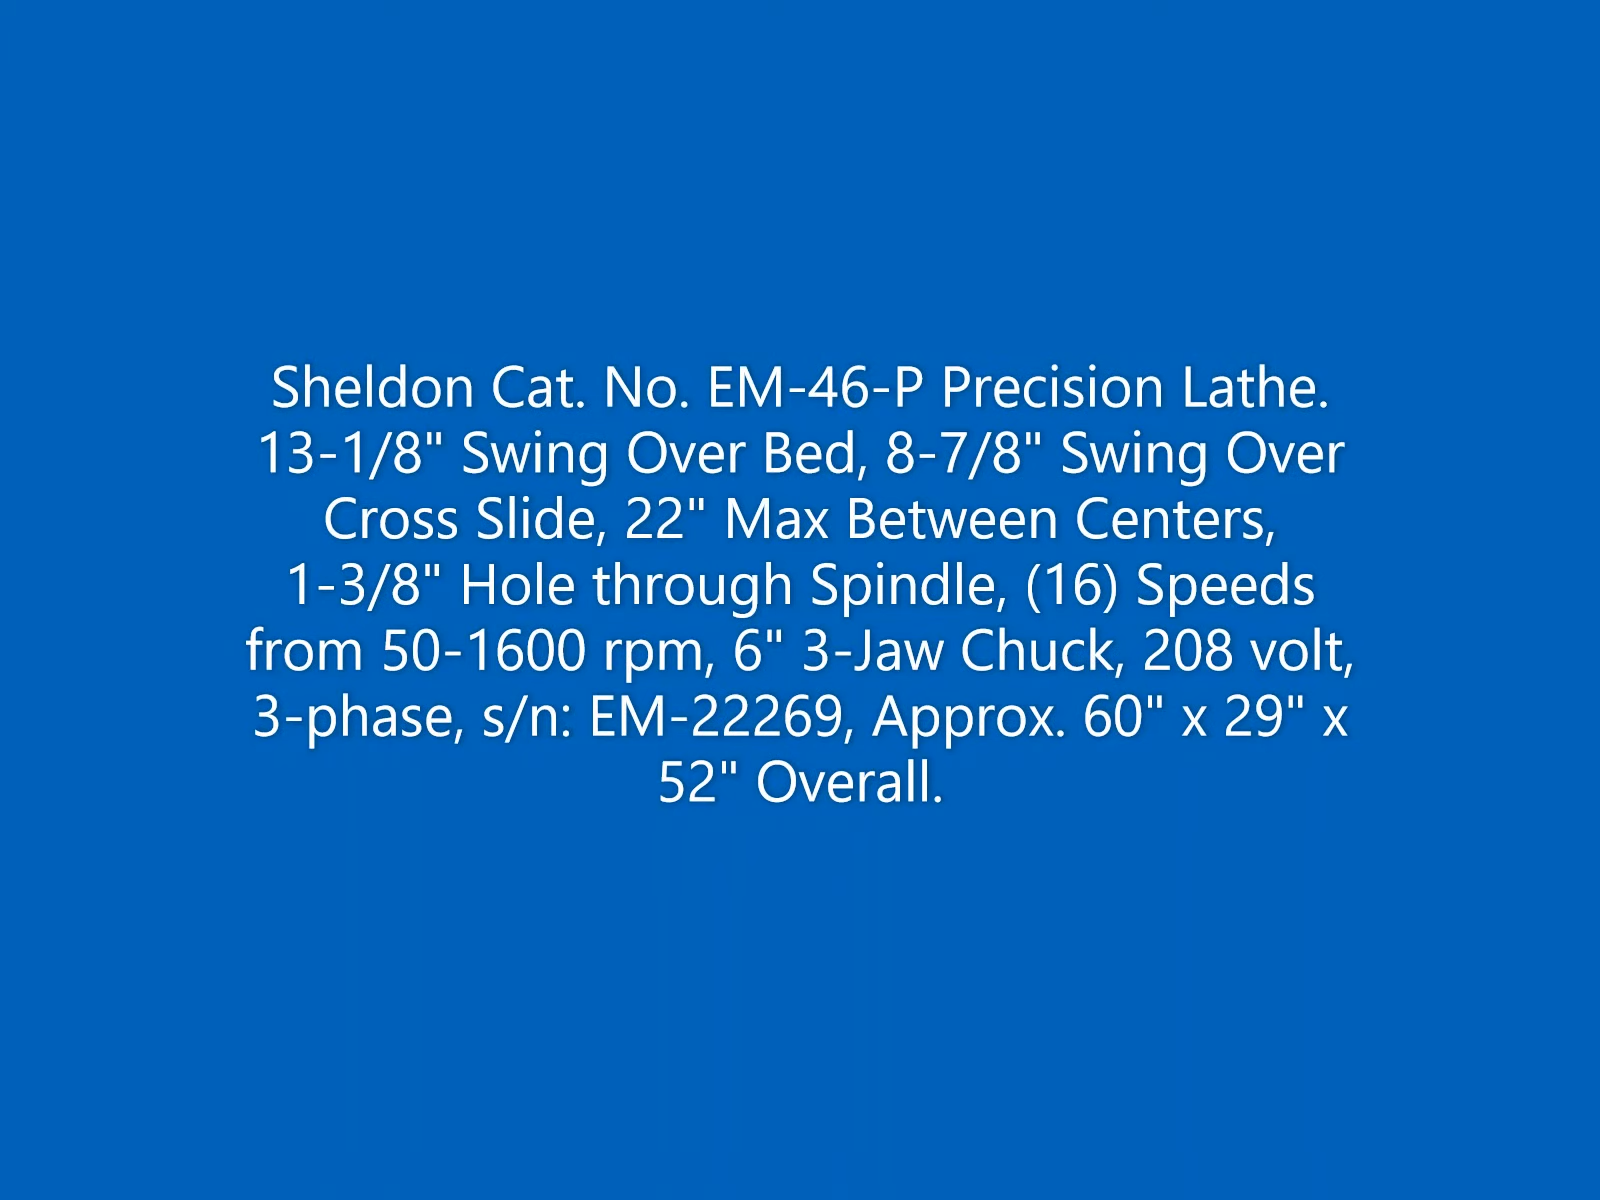 Sheldon Cat. No. EM-46-P Precision Lathe.
13-1/8" Swing Over Bed, 8-7/8" Swing Over
Cross Slide, 22" Max Between Centers,
1-3/8" Hole through Spindle, (16) Speeds
from 50-1600 rpm, 6" 3-Jaw Chuck, 208 volt,
3-phase, s/n: EM-22269, Approx. 60" x 29" x
52" Overall.